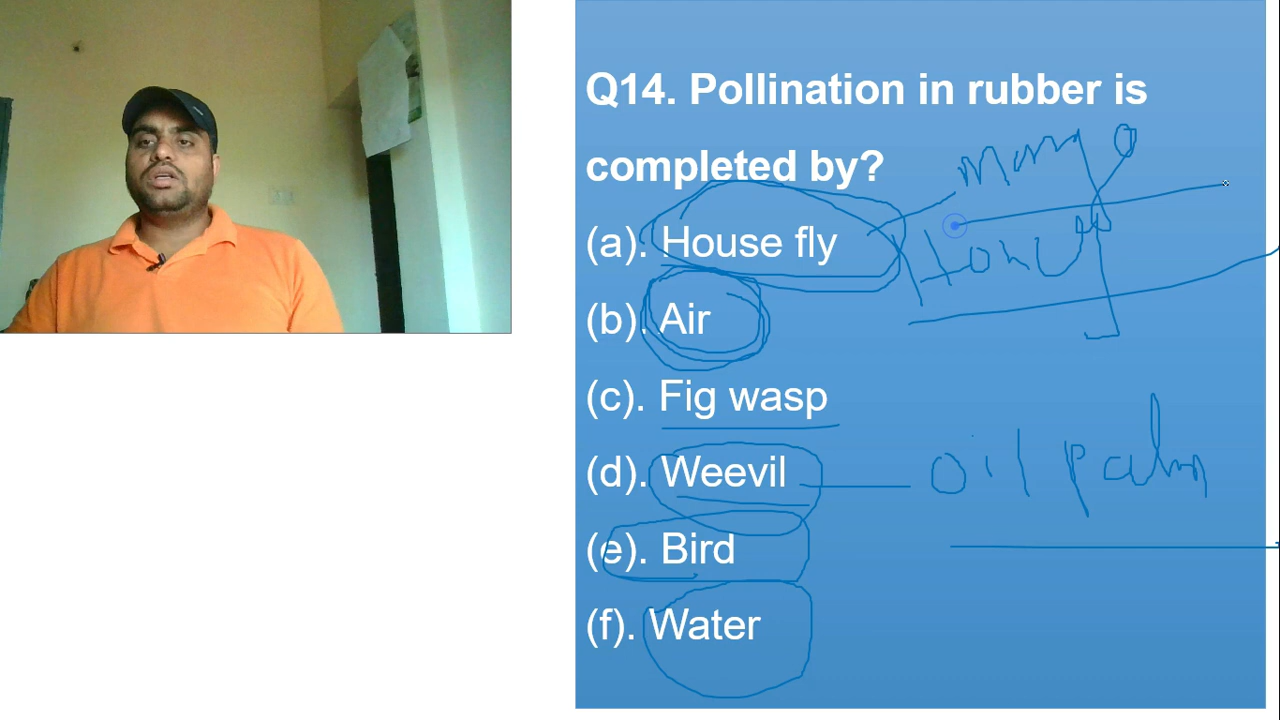 Q14. Pollination in rubber is
completed by?
mango
(a). House fly
(b). Air
(c). Fig wasp
(d). Weevil
oil palm
(e). Bird
(f). Water